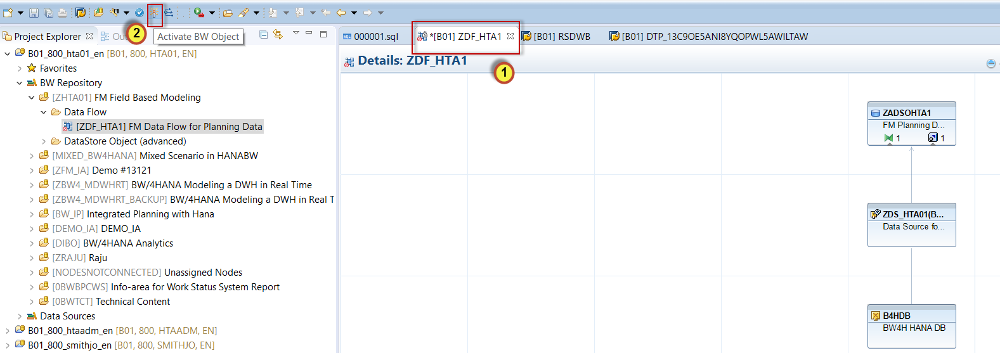 2
Activate BW Object
Project Explorer
Ou
000001.sql
*[B01] ZDF_HTA1
[B01] RSDWB
[B01] DTP_13C9OE5ANI8YQOPWL5AWILTAW
1
B01_800_hta01_en [B01, 800, HTA01, EN]
Favorites
BW Repository
[ZHTA01] FM Field Based Modeling
Data Flow
[ZDF_HTA1] FM Data Flow for Planning Data
DataStore Object (advanced)
[MIXED_BW4HANA] Mixed Scenario in HANABW
[ZFM_IA] Demo #13121
[ZBW4_MDWHRT] BW/4HANA Modeling a DWH in Real Time
[ZBW4_MDWHRT_BACKUP] BW/4HANA Modeling a DWH in Real T
[BW_IP] Integrated Planning with Hana
[DEMO_IA] DEMO_IA
[DIBO] BW/4HANA Analytics
[ZRAJU] Raju
[NODESNOTCONNECTED] Unassigned Nodes
[0BWBPCWS] Info-area for Work Status System Report
[0BWTCT] Technical Content
Data Sources
B01_800_htaadm_en [B01, 800, HTAADM, EN]
B01_800_smithjo_en [B01, 800, SMITHJO, EN]
Details: ZDF_HTA1
ZADSOHTA1
FM Planning D...
1 1
ZDS_HTA01(B...
Data Source fo...
B4HDB
BW4H HANA DB